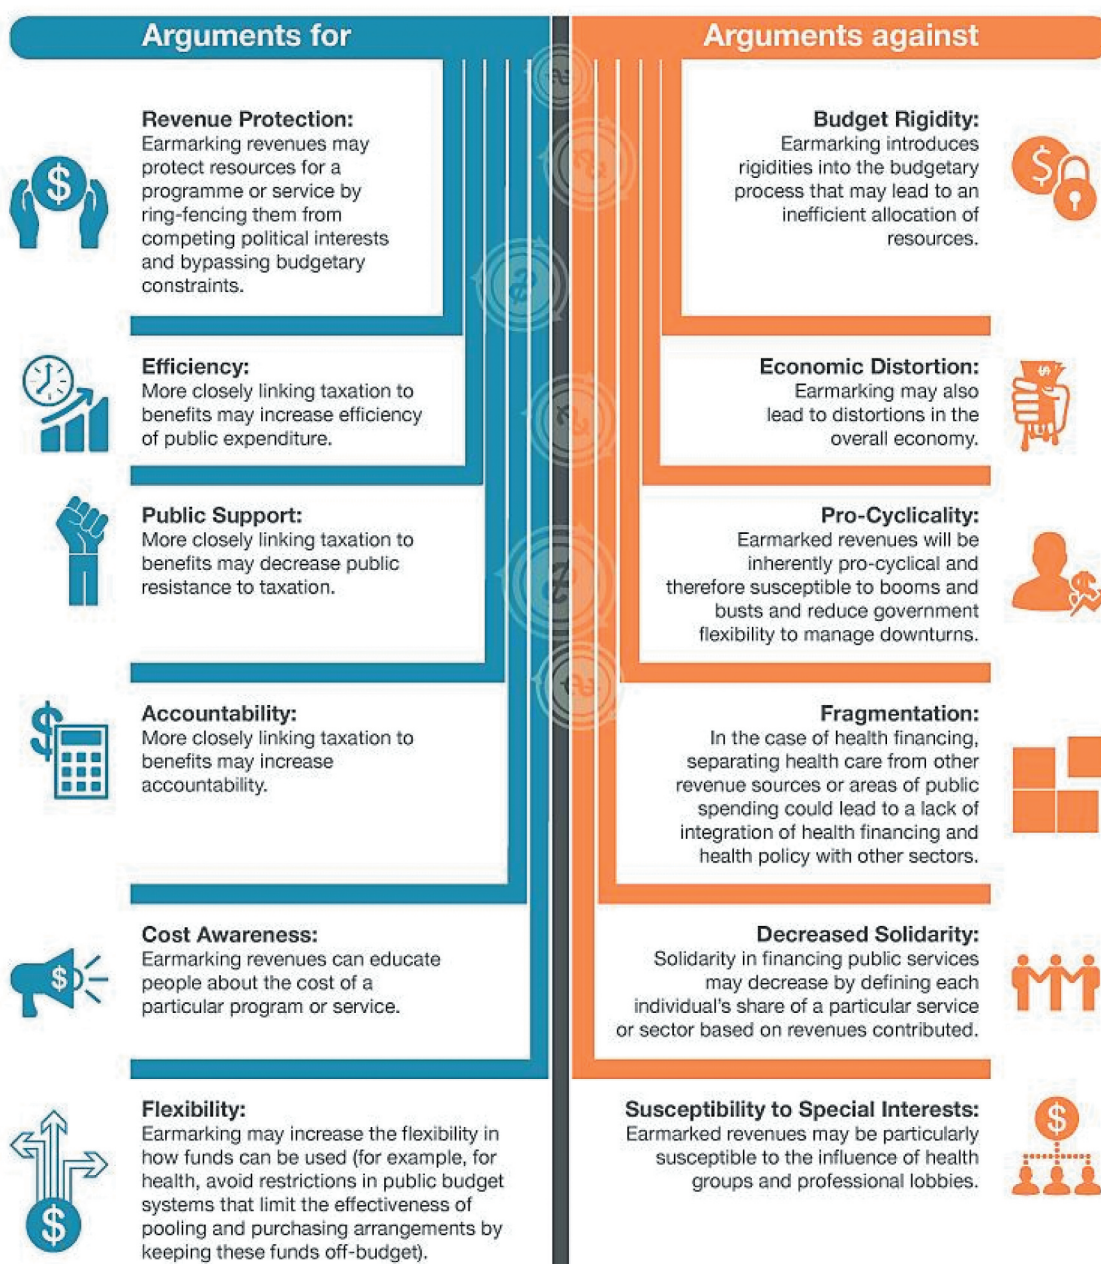 Arguments for
Revenue Protection:
Earmarking revenues may
protect resources for a
programme or service by
ring-fencing them from
competing political interests
and bypassing budgetary
constraints.
Efficiency:
More closely linking taxation to
benefits may increase efficiency
of public expenditure.
Public Support:
More closely linking taxation to
benefits may decrease public
resistance to taxation.
Accountability:
More closely linking taxation to
benefits may increase
accountability.
Cost Awareness:
Earmarking revenues can educate
people about the cost of a
particular program or service.
Flexibility:
Earmarking may increase the flexibility in
how funds can be used (for example, for
health, avoid restrictions in public budget
systems that limit the effectiveness of
pooling and purchasing arrangements by
keeping these funds off-budget).
Arguments against
Budget Rigidity:
Earmarking introduces
rigidities into the budgetary
process that may lead to an
inefficient allocation of
resources.
Economic Distortion:
Earmarking may also
lead to distortions in the
overall economy.
Pro-Cyclicality:
Earmarked revenues will be
inherently pro-cyclical and
therefore susceptible to booms and
busts and reduce government
flexibility to manage downturns.
Fragmentation:
In the case of health financing,
separating health care from other
revenue sources or areas of public
spending could lead to a lack of
integration of health financing and
health policy with other sectors.
Decreased Solidarity:
Solidarity in financing public services
may decrease by defining each
individual's share of a particular service
or sector based on revenues contributed.
Susceptibility to Special Interests:
Earmarked revenues may be particularly
susceptible to the influence of health
groups and professional lobbies.